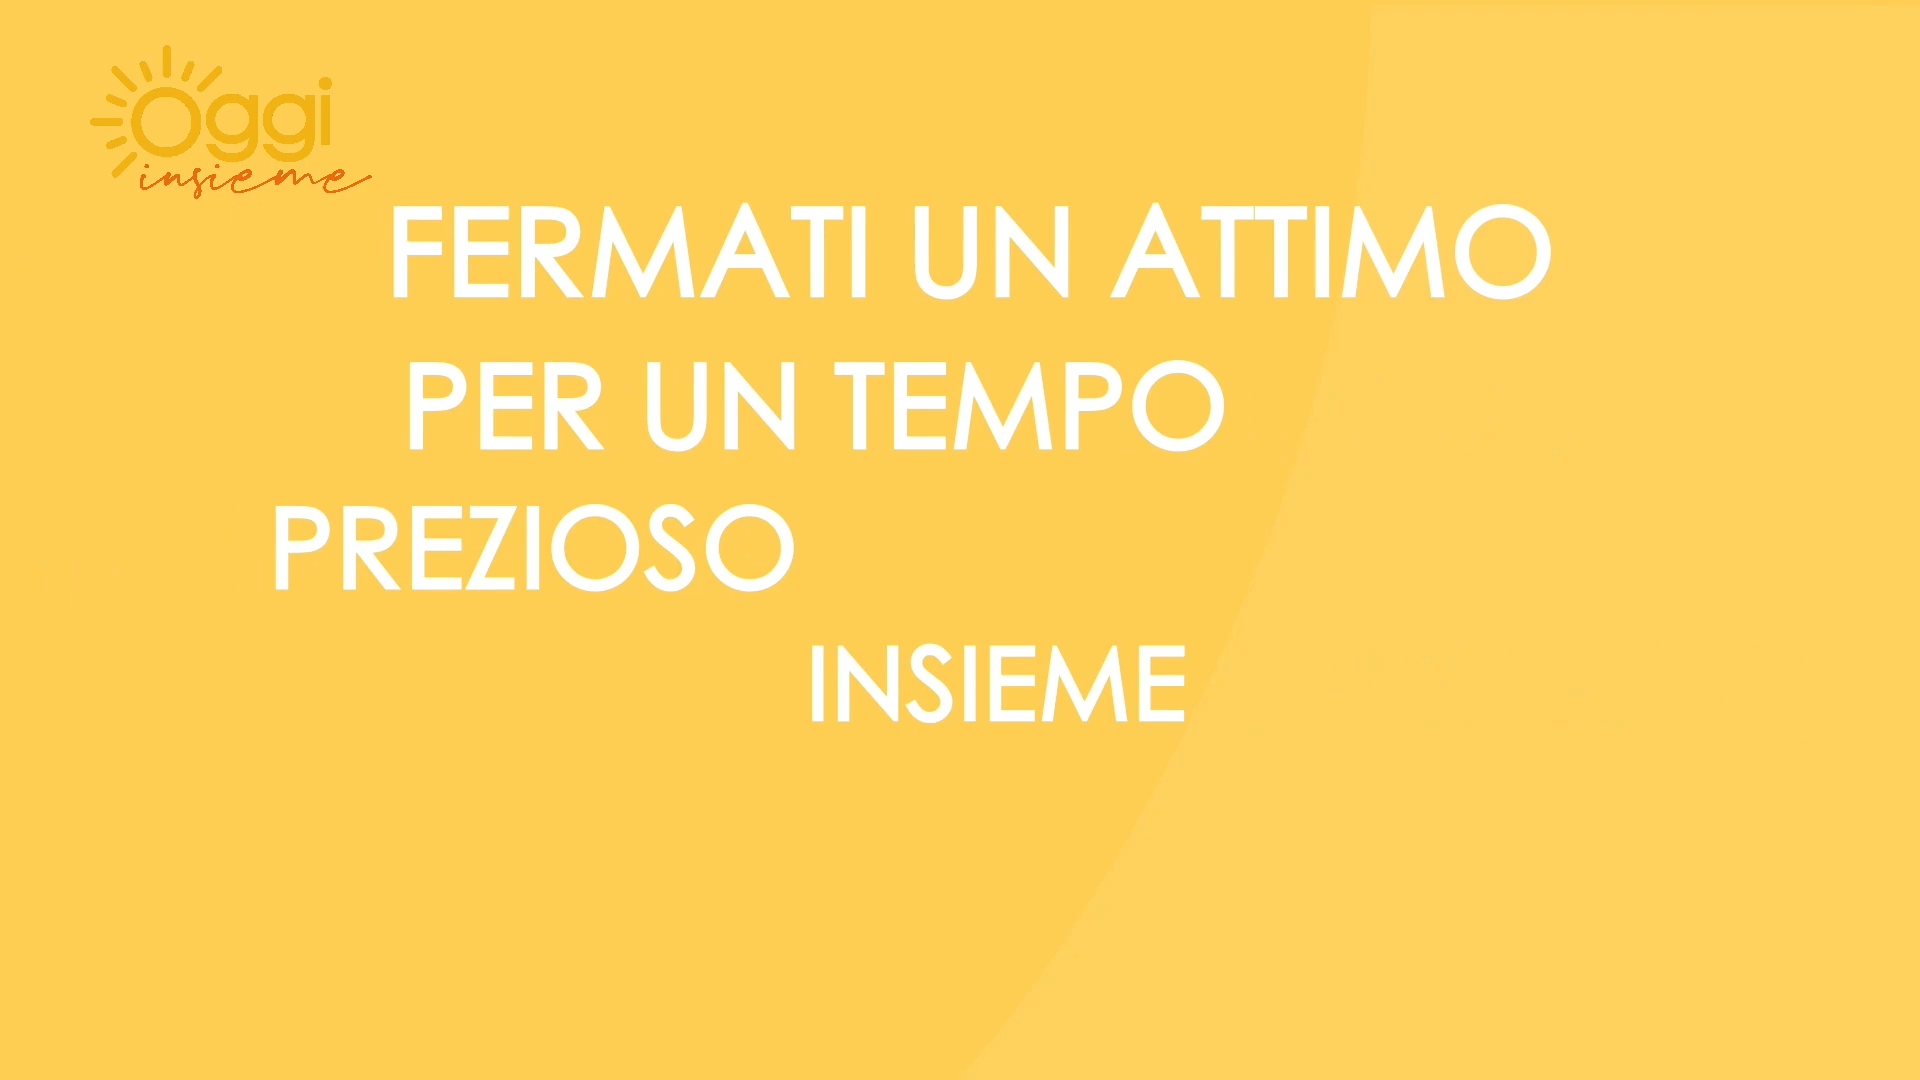 Oggi
insieme
FERMATI UN ATTIMO
PER UN TEMPO
PREZIOSO
INSIEME